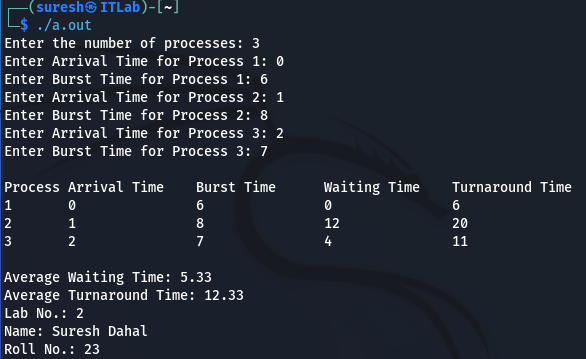 ┌──(suresh㉿ITLab)-[~]
└─$ ./a.out
Enter the number of processes: 3
Enter Arrival Time for Process 1: 0
Enter Burst Time for Process 1: 6
Enter Arrival Time for Process 2: 1
Enter Burst Time for Process 2: 8
Enter Arrival Time for Process 3: 2
Enter Burst Time for Process 3: 7
Process Arrival Time    Burst Time      Waiting Time    Turnaround Time
1       0               6               0               6
2       1               8               12              20
3       2               7               4               11
Average Waiting Time: 5.33
Average Turnaround Time: 12.33
Lab No.: 2
Name: Suresh Dahal
Roll No.: 23